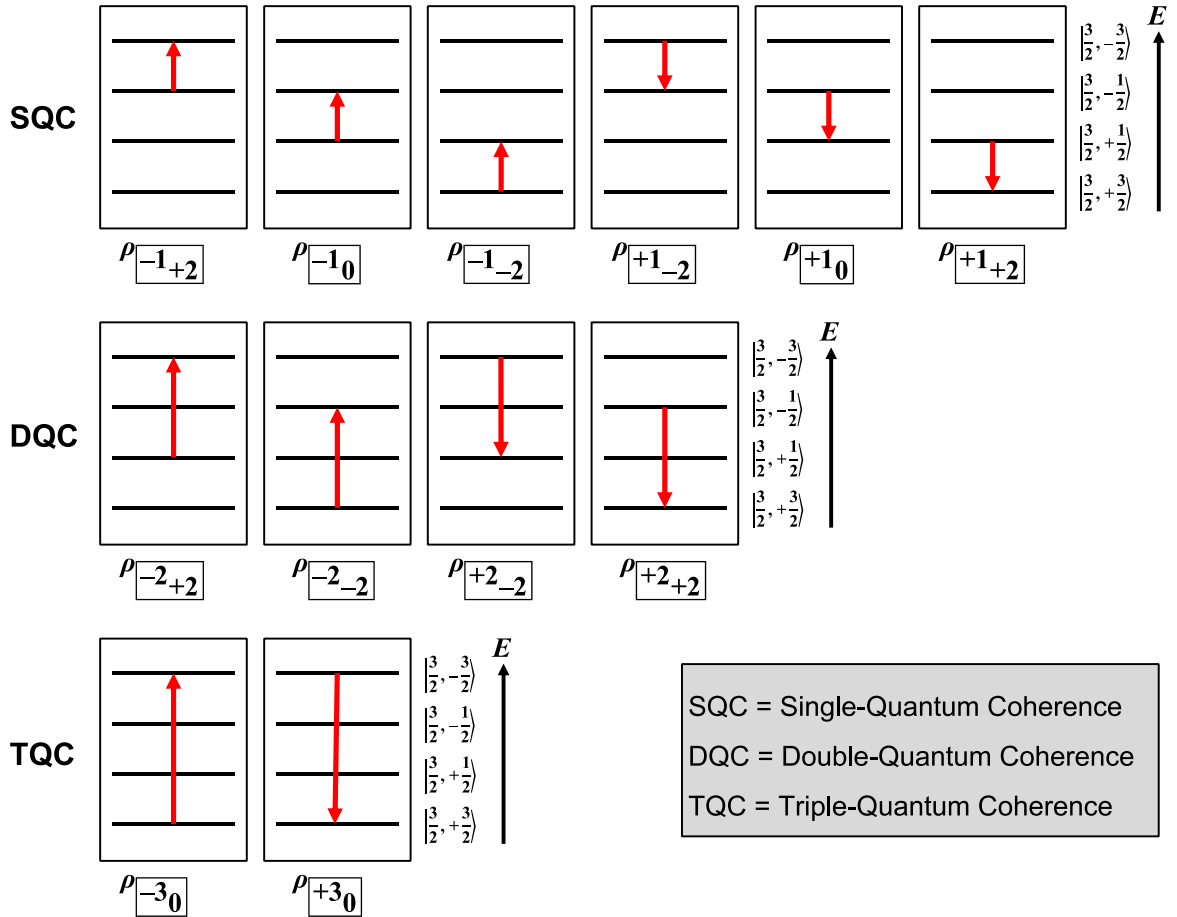 E
|3/2, −3/2⟩
|3/2, −1/2⟩
SQC
|3/2, +1/2⟩
|3/2, +3/2⟩
ρ−1+2 ρ−10 ρ−1−2 ρ+1−2 ρ+10 ρ+1+2
E
|3/2, −3/2⟩
|3/2, −1/2⟩
DQC
|3/2, +1/2⟩
|3/2, +3/2⟩
ρ−2+2 ρ−2−2 ρ+2−2 ρ+2+2
E
|3/2, −3/2⟩
|3/2, −1/2⟩
TQC
|3/2, +1/2⟩
|3/2, +3/2⟩
ρ−30 ρ+30
SQC = Single-Quantum Coherence
DQC = Double-Quantum Coherence
TQC = Triple-Quantum Coherence